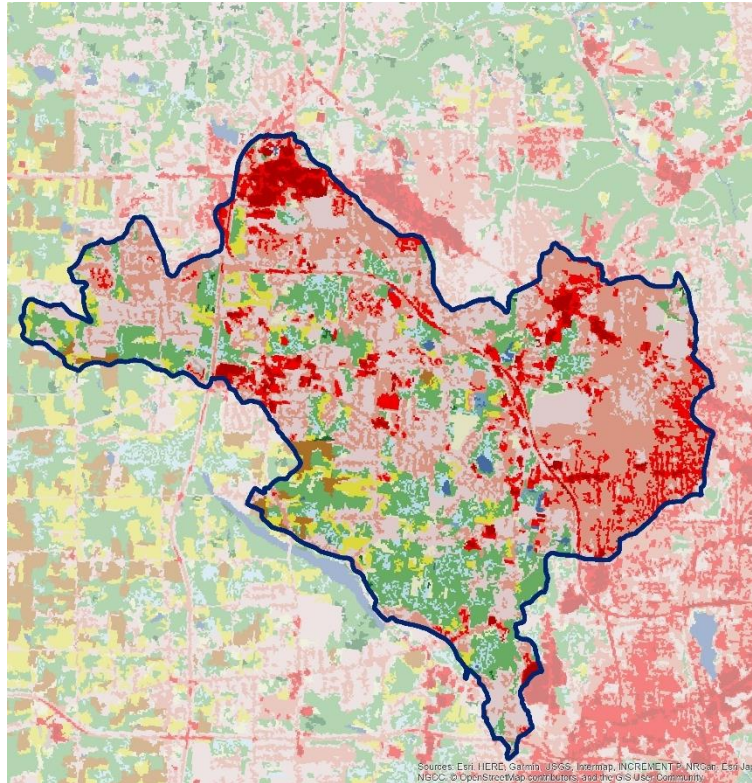 Sources: Esri, HERE, Garmin, USGS, Intermap, INCREMENT P, NRCan, Esri Ja
NGCC, © OpenStreetMap contributors, and the GIS User Community